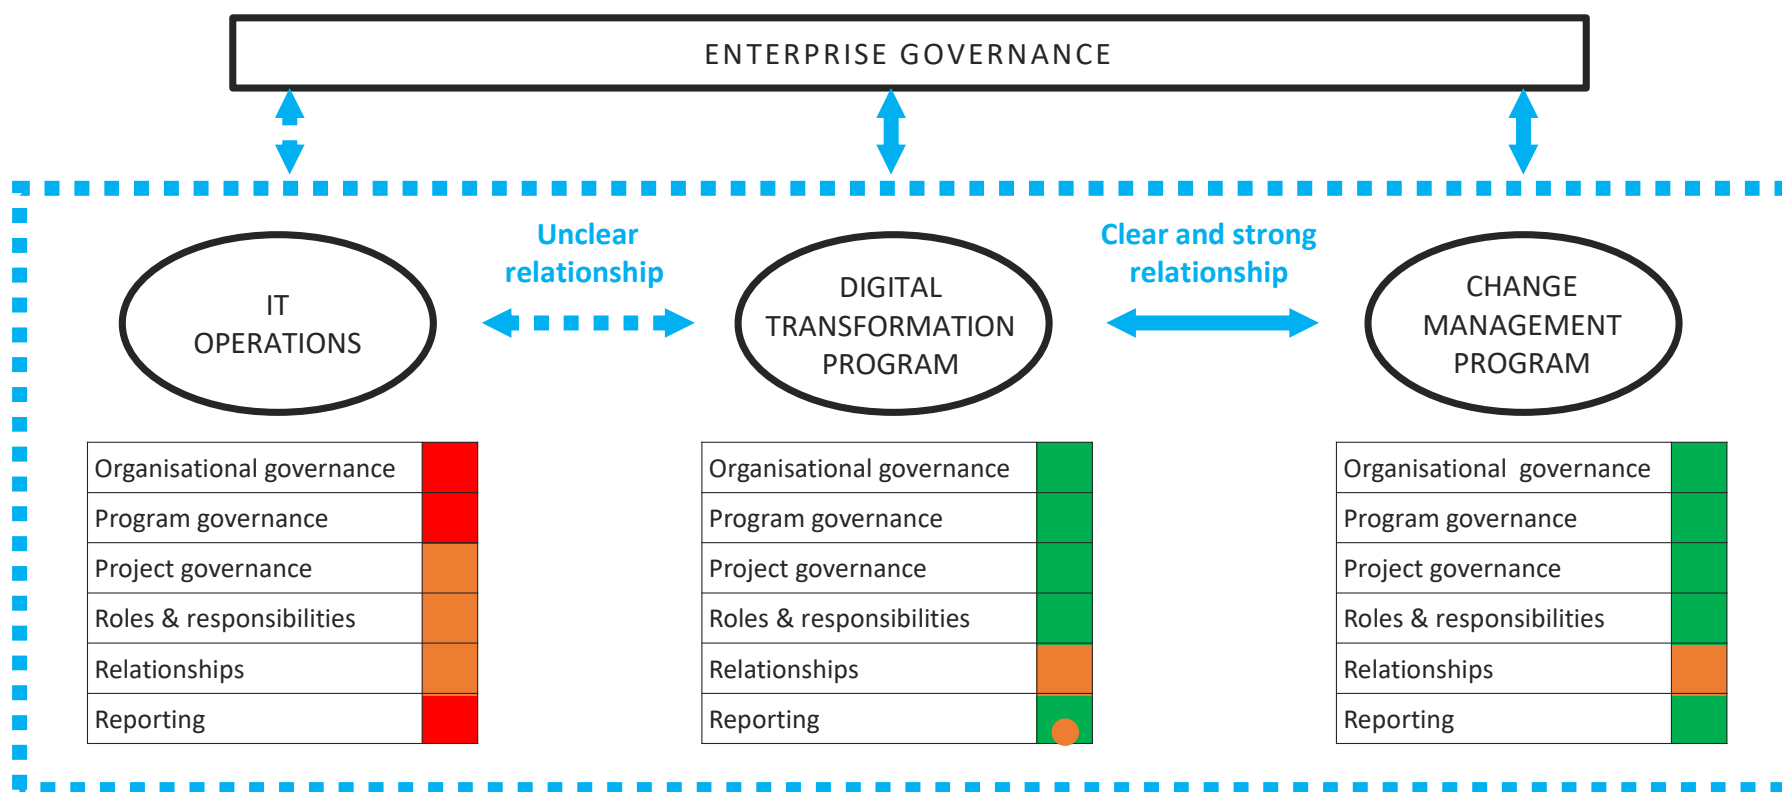 ENTERPRISE GOVERNANCE
Unclear
relationship
Clear and strong
relationship
IT
OPERATIONS
DIGITAL
TRANSFORMATION
PROGRAM
CHANGE
MANAGEMENT
PROGRAM
Organisational governance
Program governance
Project governance
Roles & responsibilities
Relationships
Reporting
Organisational governance
Program governance
Project governance
Roles & responsibilities
Relationships
Reporting
Organisational governance
Program governance
Project governance
Roles & responsibilities
Relationships
Reporting